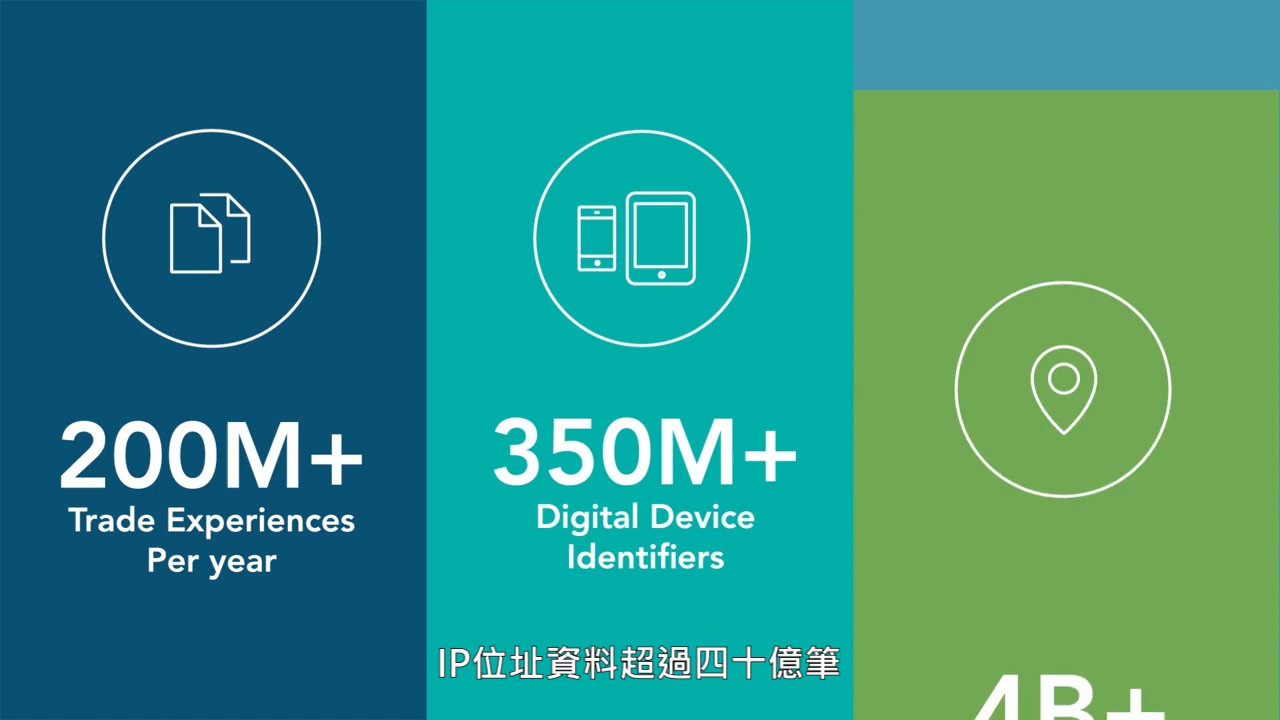 200M+
Trade Experiences
Per year
350M+
Digital Device
Identifiers
4B+
IP位址資料超過四十億筆